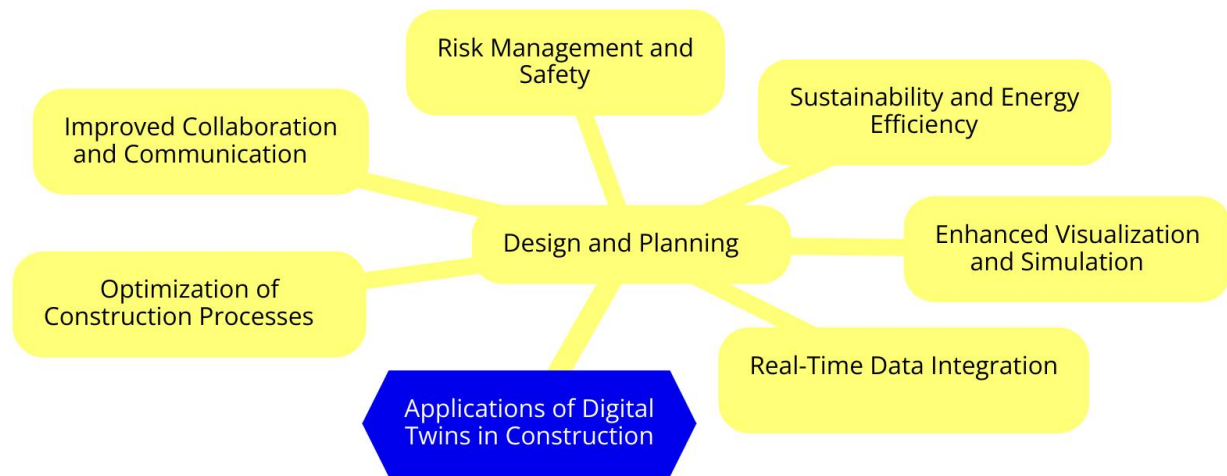 Risk Management and
Safety
Sustainability and Energy
Efficiency
Improved Collaboration
and Communication
Design and Planning
Enhanced Visualization
and Simulation
Optimization of
Construction Processes
Real-Time Data Integration
Applications of Digital
Twins in Construction